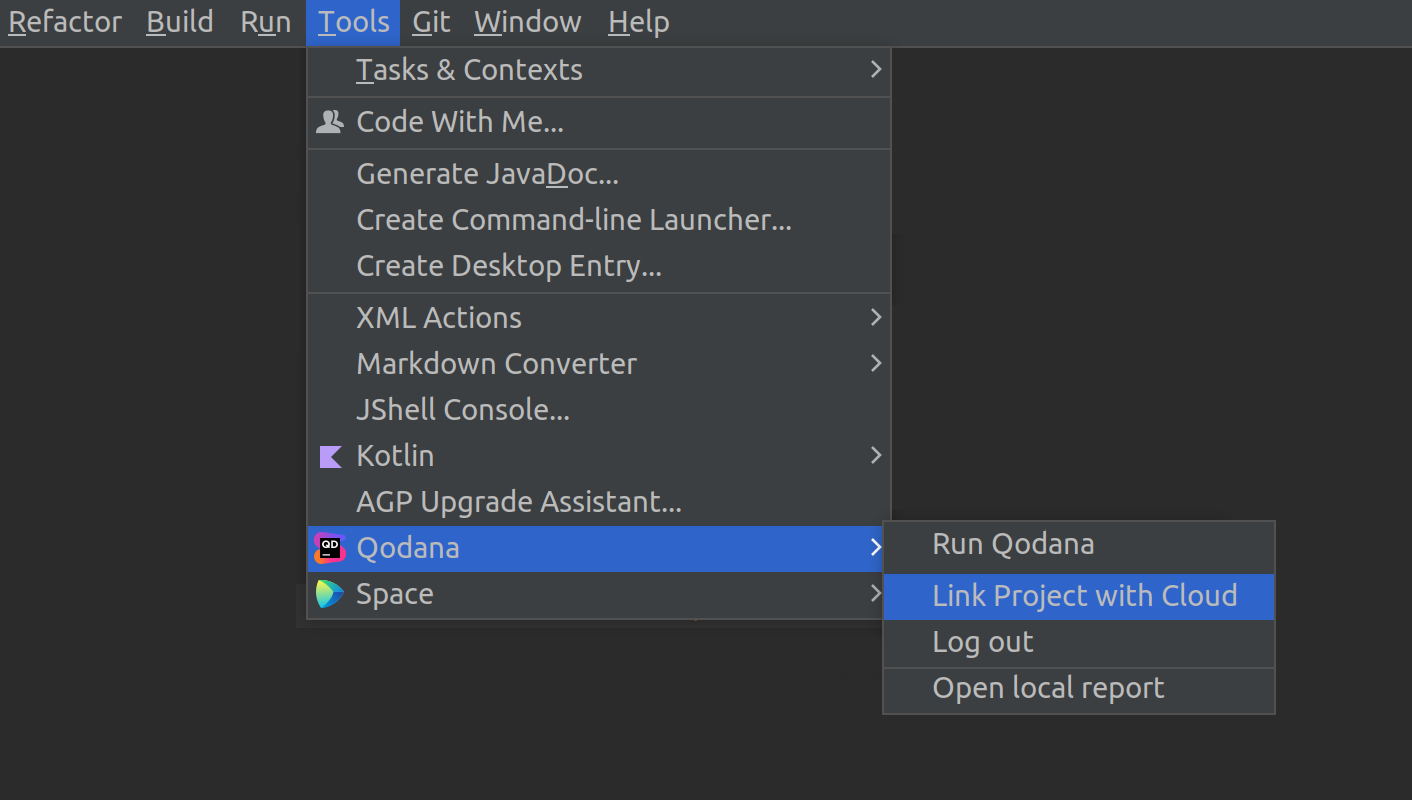 Refactor Build Run Tools Git Window Help
Tasks & Contexts
Code With Me...
Generate JavaDoc...
Create Command-line Launcher...
Create Desktop Entry...
XML Actions
Markdown Converter
JShell Console...
Kotlin
AGP Upgrade Assistant...
QD
Qodana
Space
Run Qodana
Link Project with Cloud
Log out
Open local report